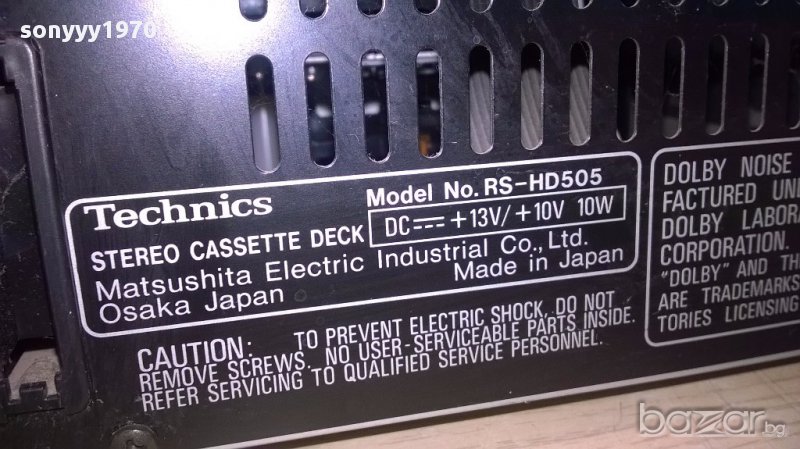 sonyyy1970
Technics
Model No. RS-HD505
STEREO CASSETTE DECK
DC +13V/+10V 10W
Matsushita Electric Industrial Co., Ltd.
Osaka Japan
Made in Japan
DOLBY NOISE
FACTURED UN
DOLBY LABOR
CORPORATION.
"DOLBY" AND TH
ARE TRADEMARKS
TORIES LICENSING
CAUTION: TO PREVENT ELECTRIC SHOCK, DO NOT
REMOVE SCREWS. NO USER-SERVICEABLE PARTS INSIDE.
REFER SERVICING TO QUALIFIED SERVICE PERSONNEL.
bazar.bg